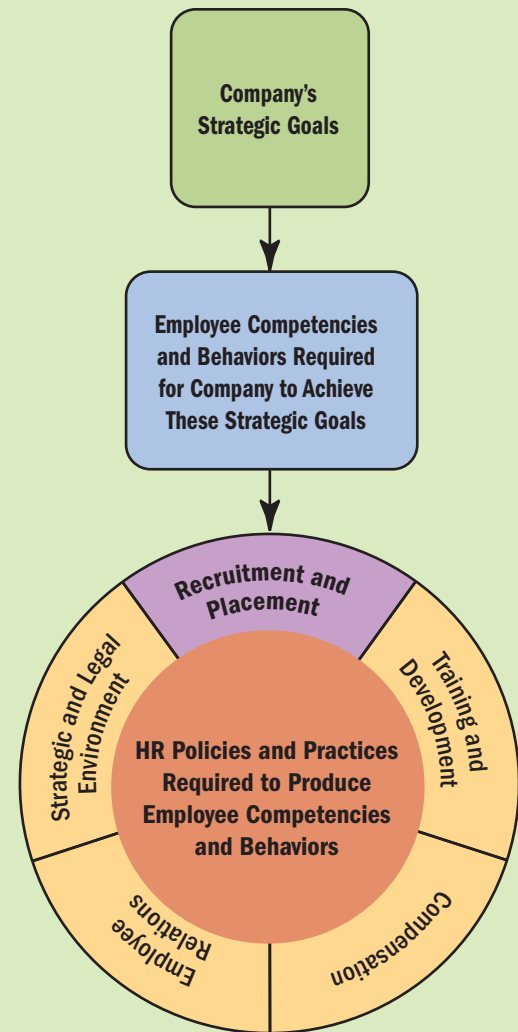 Company's
Strategic Goals
Employee Competencies
and Behaviors Required
for Company to Achieve
These Strategic Goals
Recruitment and
Placement
Training and
Development
Compensation
Employee
Relations
Strategic and Legal
Environment
HR Policies and Practices
Required to Produce
Employee Competencies
and Behaviors